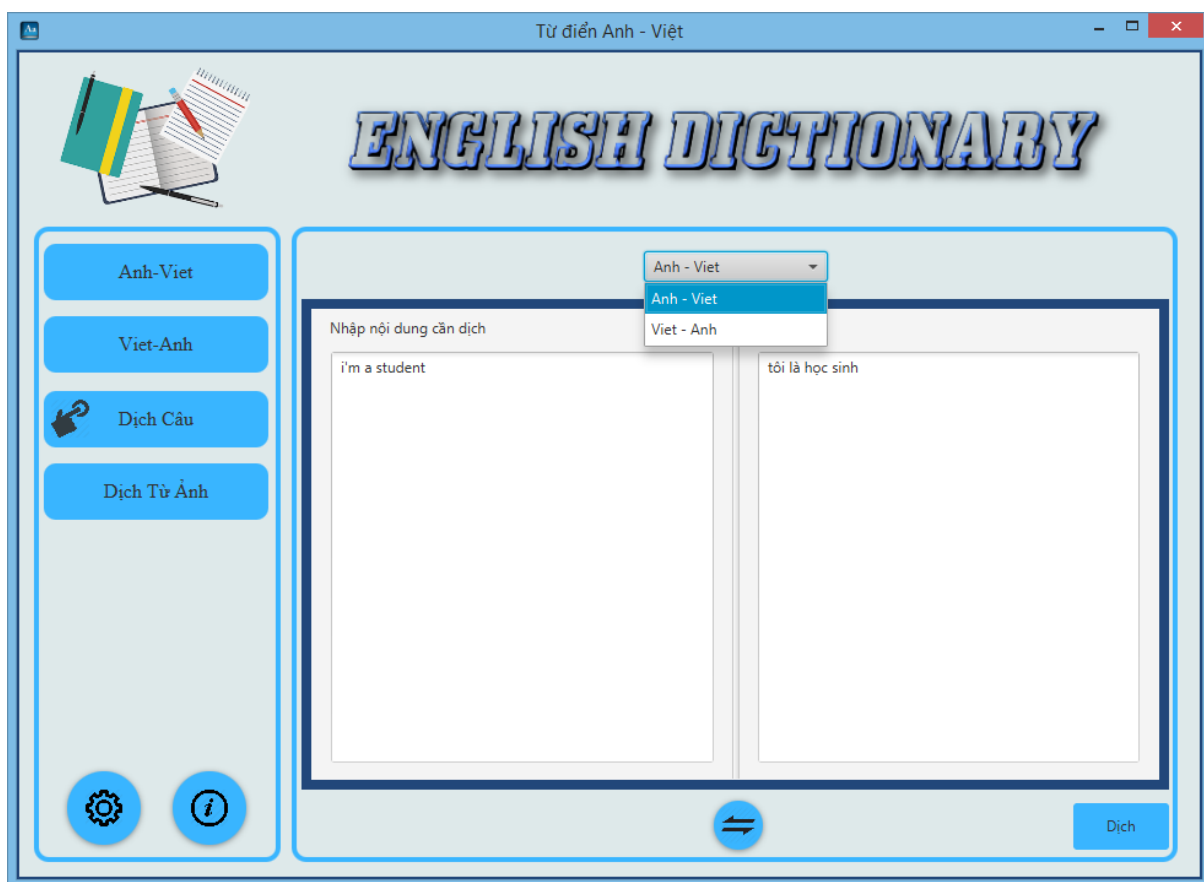 Aa
Từ điển Anh - Việt
ENGLISH DICTIONARY
Anh-Viet
Viet-Anh
Dịch Câu
Dịch Từ Ảnh
Anh - Viet
Anh - Viet
Viet - Anh
Nhập nội dung cần dịch
i'm a student
tôi là học sinh
i
Dịch